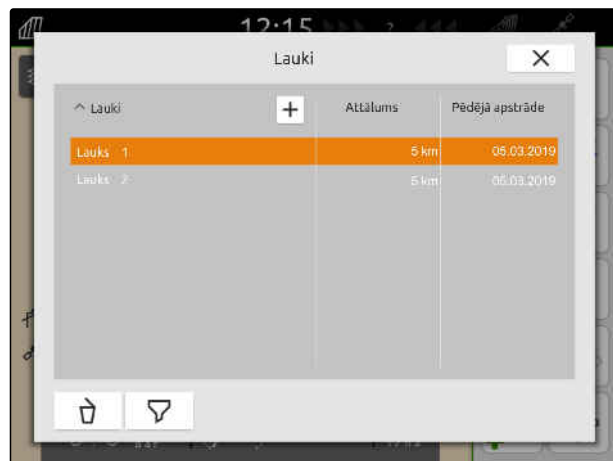 12:15
Lauki
^ Lauki + Attālums Pēdējā apstrāde
Lauks 1 5 km 05.03.2019
Lauks 2 5 km 05.03.2019